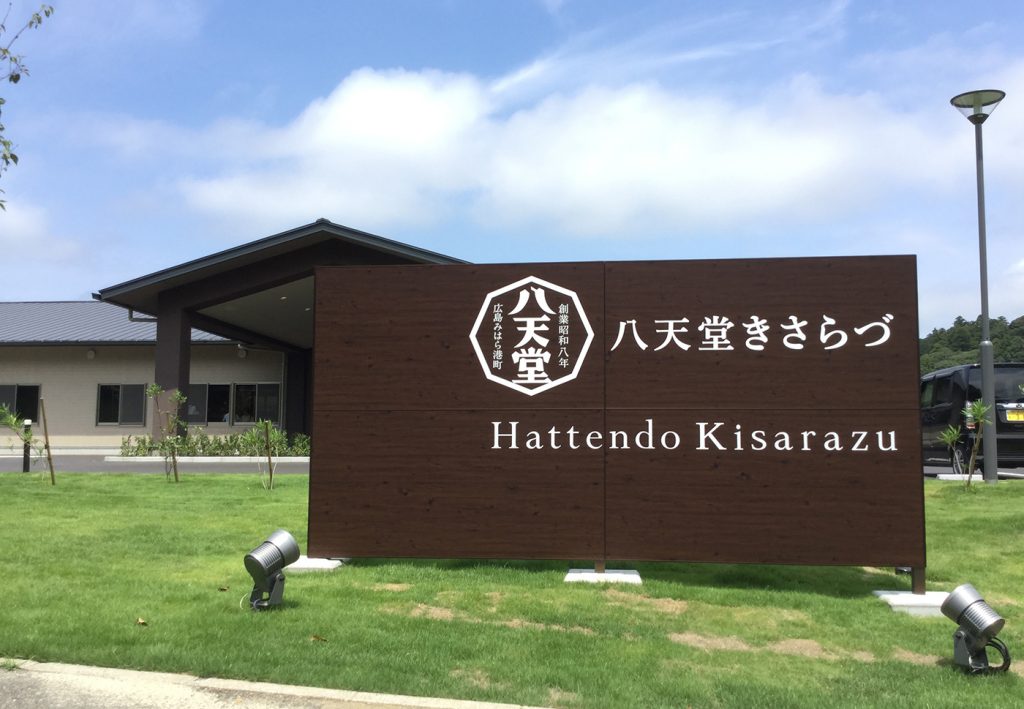 創業昭和八年
八天堂
広島みはら港町
八天堂きさらづ
Hattendo Kisarazu